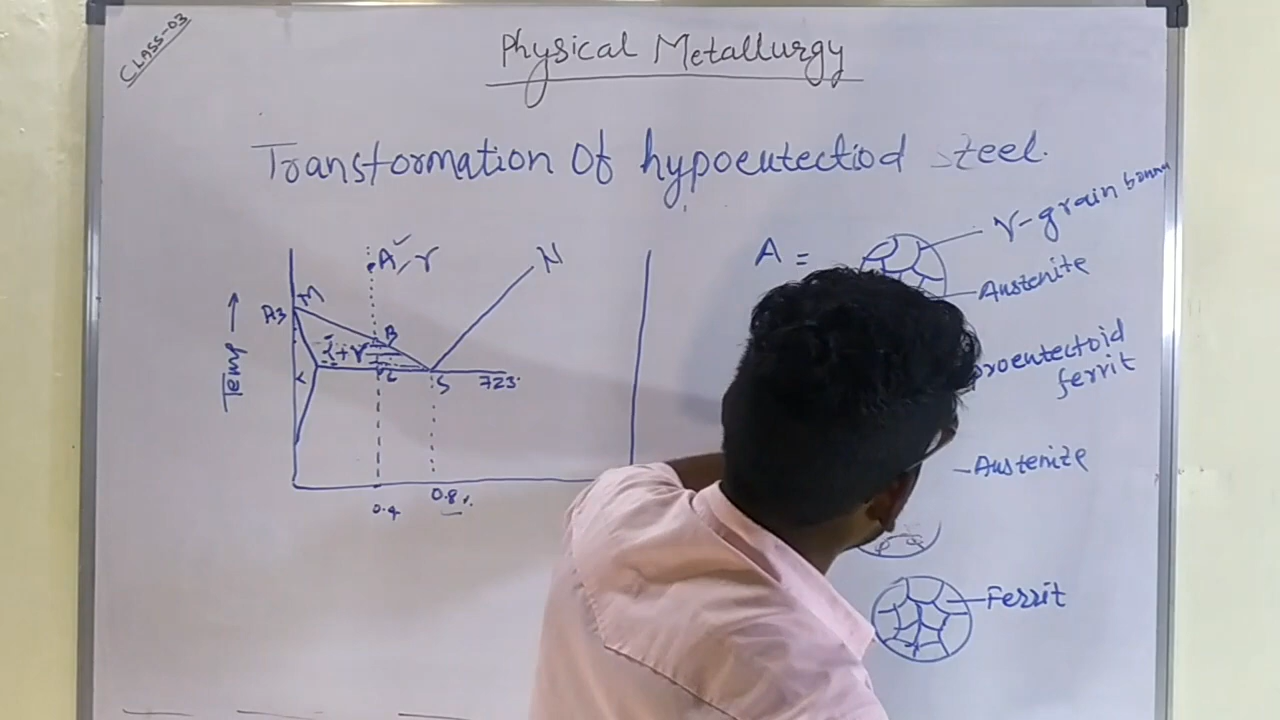 CLASS-03
Physical Metallurgy
Transformation Of hypoeutectiod steel.
A, γ
N
M
A3
B
+γ
Temp →
S
723
0.4
0.8%
A =
γ-grain
Austenite
proeutectoid
ferrit
Austenite
Ferrit